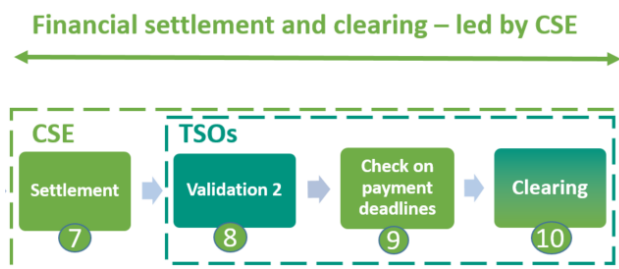 Financial settlement and clearing – led by CSE
CSE
TSOs
Settlement
Validation 2
Check on
payment
deadlines
Clearing
7
8
9
10